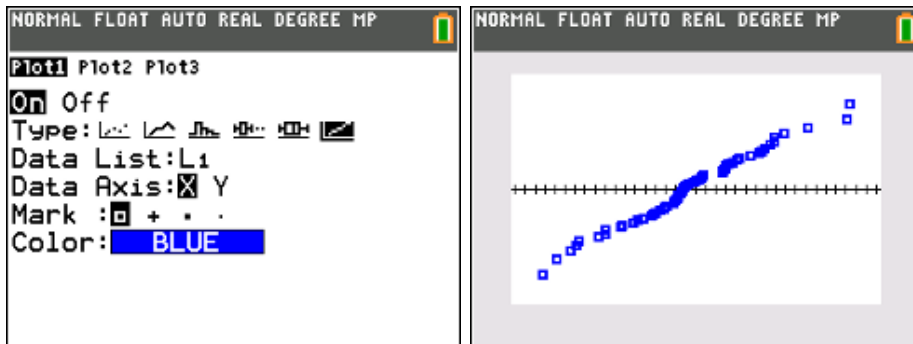 NORMAL FLOAT AUTO REAL DEGREE MP
Plot1 Plot2 Plot3
On Off
Type:
Data List:L₁
Data Axis:X Y
Mark :
Color: BLUE
NORMAL FLOAT AUTO REAL DEGREE MP